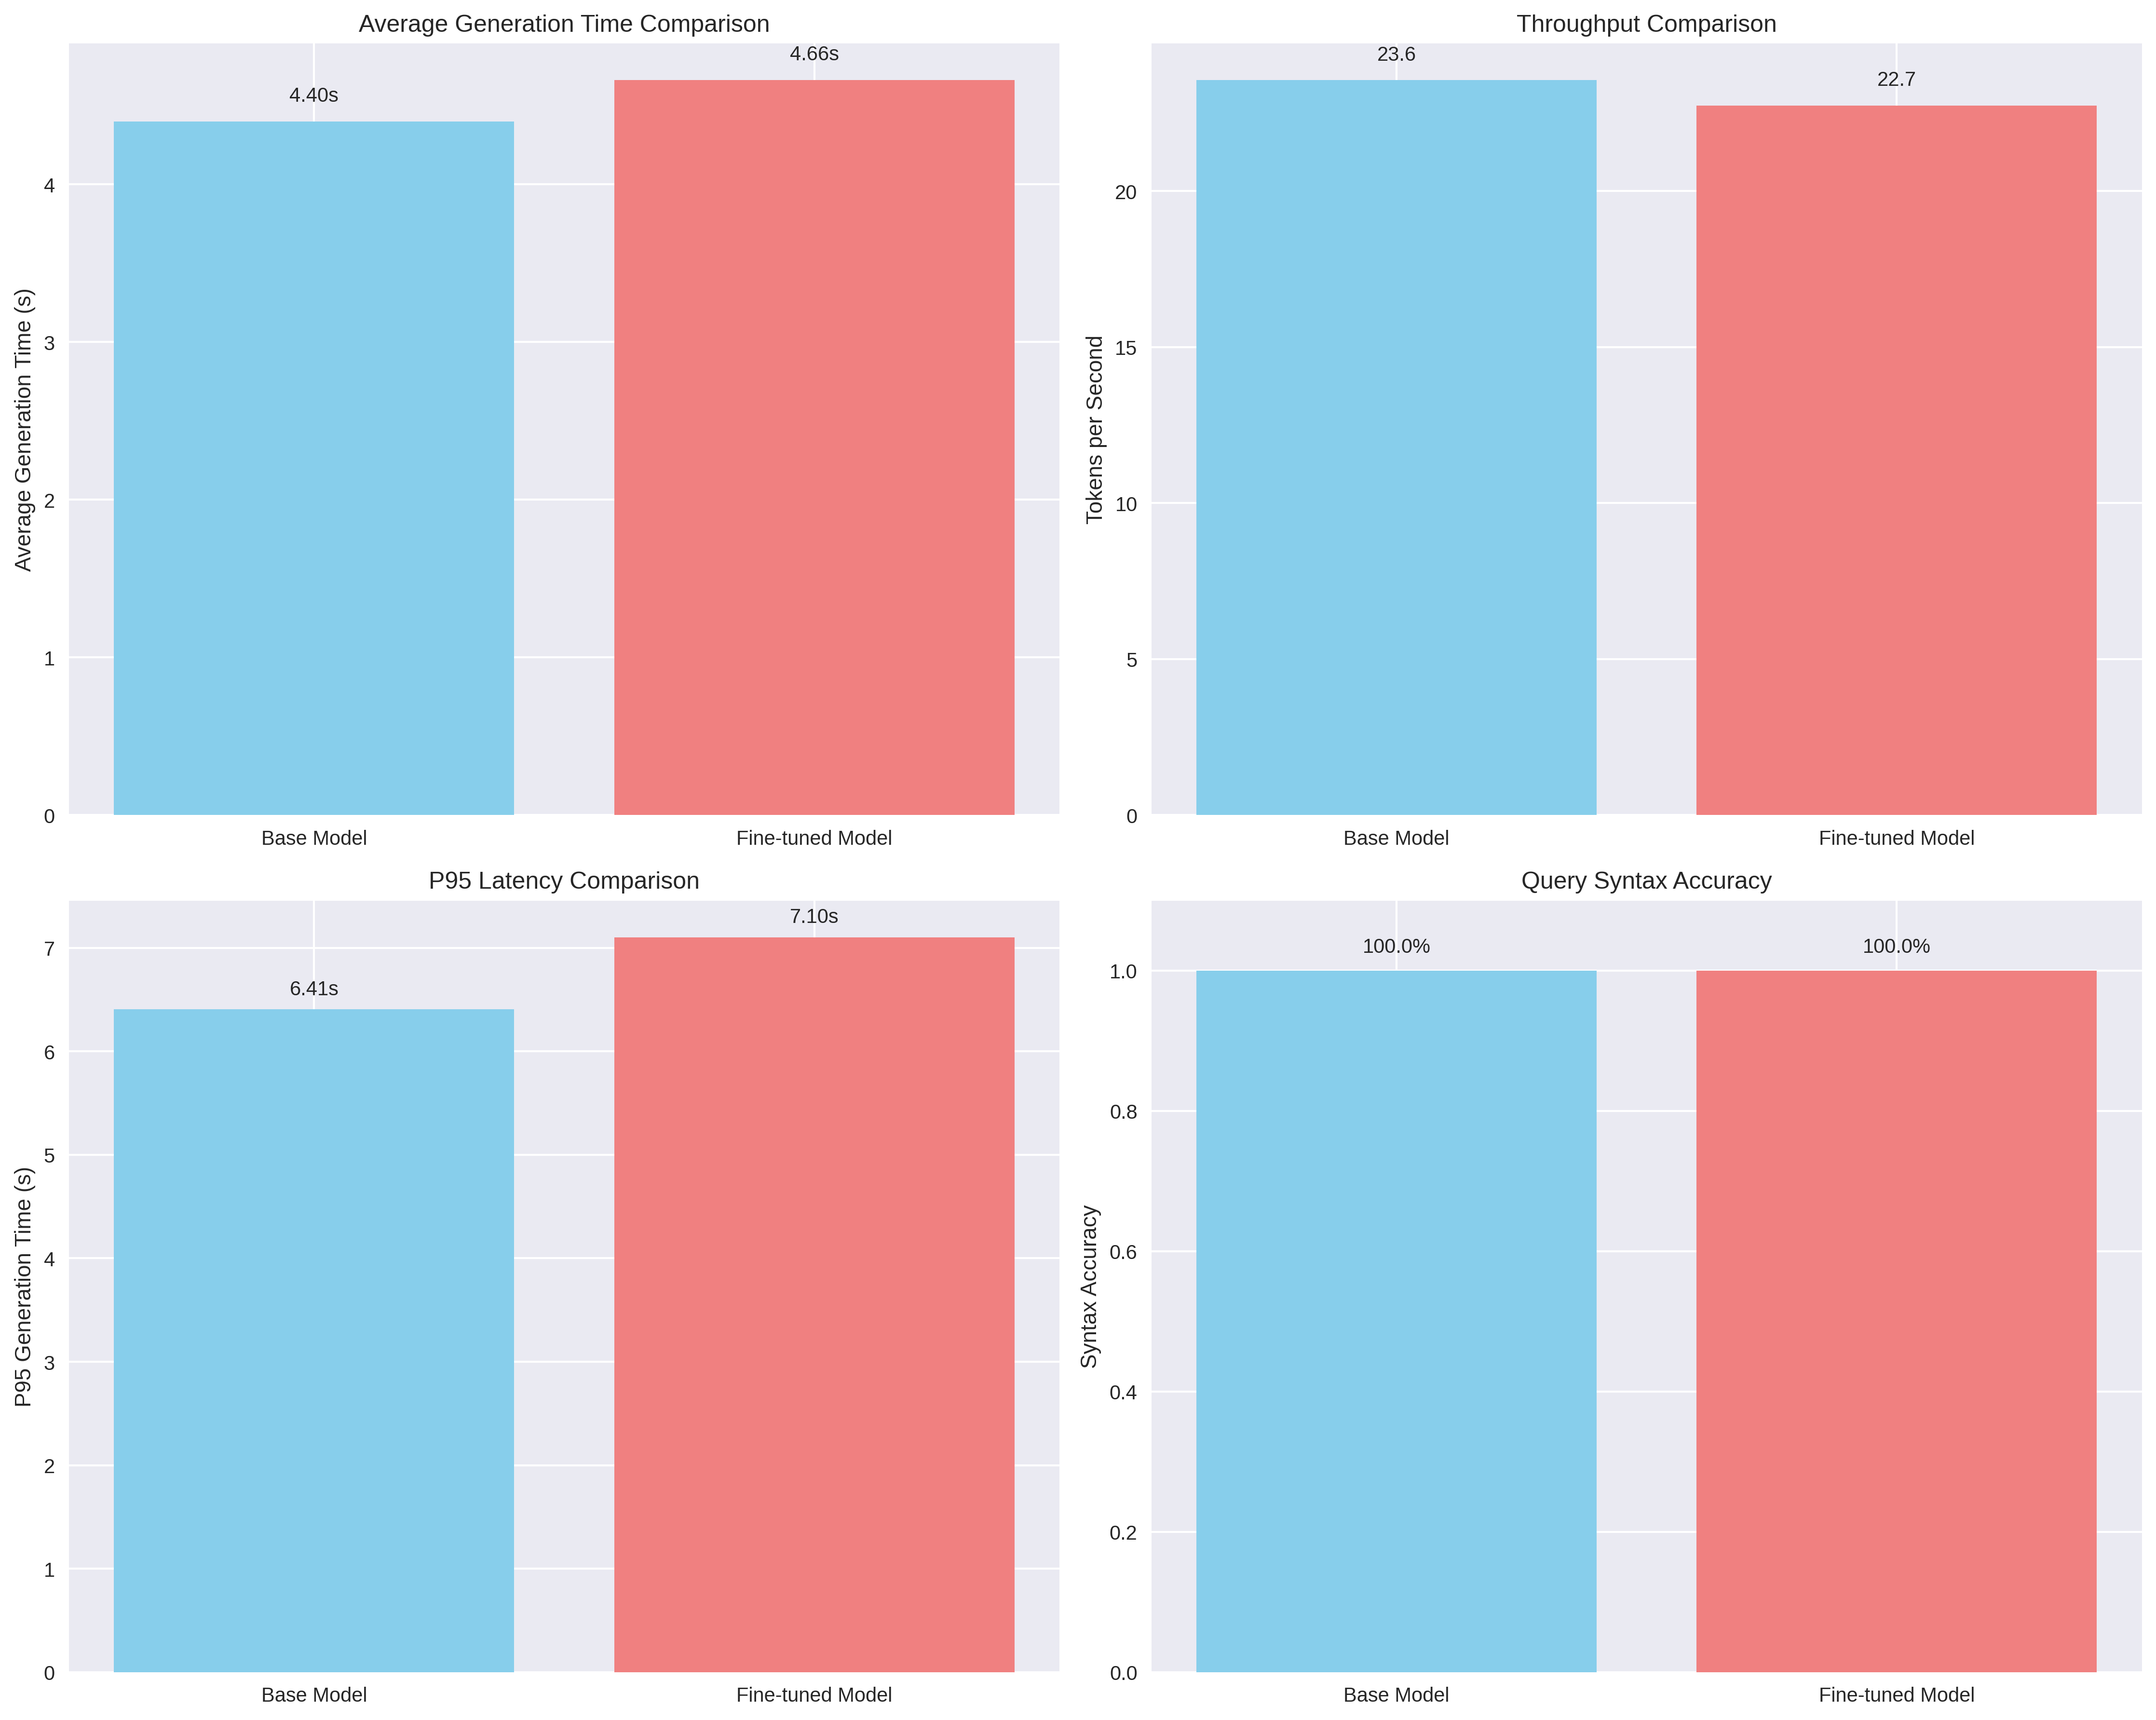 Average Generation Time Comparison
4.40s
4.66s
Average Generation Time (s)
4
3
2
1
0
Base Model
Fine-tuned Model
Throughput Comparison
23.6
22.7
Tokens per Second
20
15
10
5
0
Base Model
Fine-tuned Model
P95 Latency Comparison
6.41s
7.10s
P95 Generation Time (s)
7
6
5
4
3
2
1
0
Base Model
Fine-tuned Model
Query Syntax Accuracy
100.0%
100.0%
Syntax Accuracy
1.0
0.8
0.6
0.4
0.2
0.0
Base Model
Fine-tuned Model